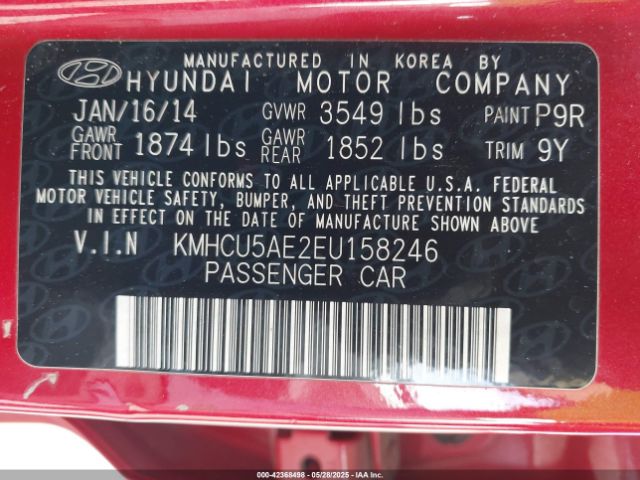 MANUFACTURED IN KOREA BY
HYUNDAI MOTOR COMPANY
JAN/16/14 GVWR 3549 lbs PAINT P9R
GAWR FRONT 1874 lbs GAWR REAR 1852 lbs TRIM 9Y
THIS VEHICLE CONFORMS TO ALL APPLICABLE U.S.A. FEDERAL
MOTOR VEHICLE SAFETY, BUMPER, AND THEFT PREVENTION STANDARDS
IN EFFECT ON THE DATE OF MANUFACTURE SHOWN ABOVE
V.I.N KMHCU5AE2EU158246
PASSENGER CAR
000-42368498 - 05/28/2025 - COPYRIGHT IAA, LLC.